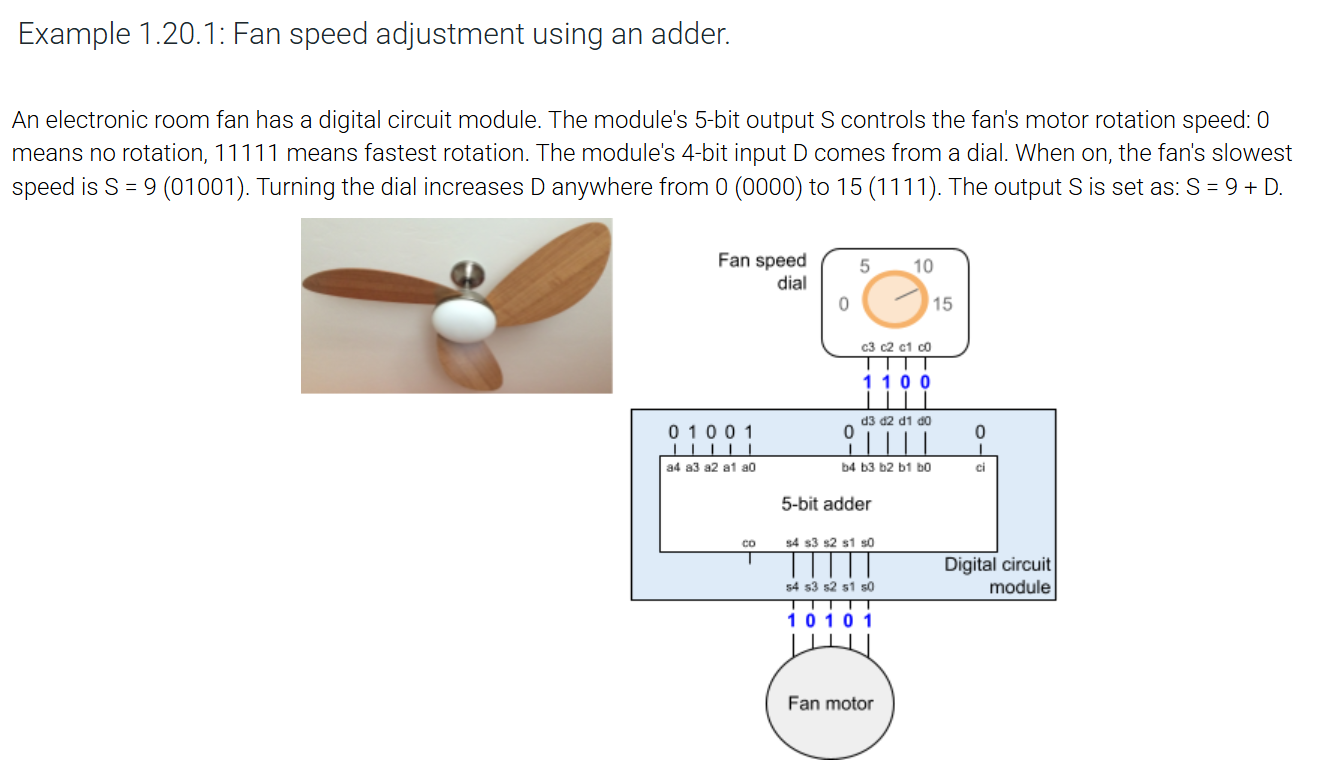 Example 1.20.1: Fan speed adjustment using an adder.
An electronic room fan has a digital circuit module. The module's 5-bit output S controls the fan's motor rotation speed: 0
means no rotation, 11111 means fastest rotation. The module's 4-bit input D comes from a dial. When on, the fan's slowest
speed is S = 9 (01001). Turning the dial increases D anywhere from 0 (0000) to 15 (1111). The output S is set as: S = 9 + D.
Fan speed
dial
5 10
0 15
c3 c2 c1 c0
1 1 0 0
d3 d2 d1 d0
0 1 0 0 1 0 0
a4 a3 a2 a1 a0 b4 b3 b2 b1 b0 ci
5-bit adder
co s4 s3 s2 s1 s0
Digital circuit
module
s4 s3 s2 s1 s0
1 0 1 0 1
Fan motor